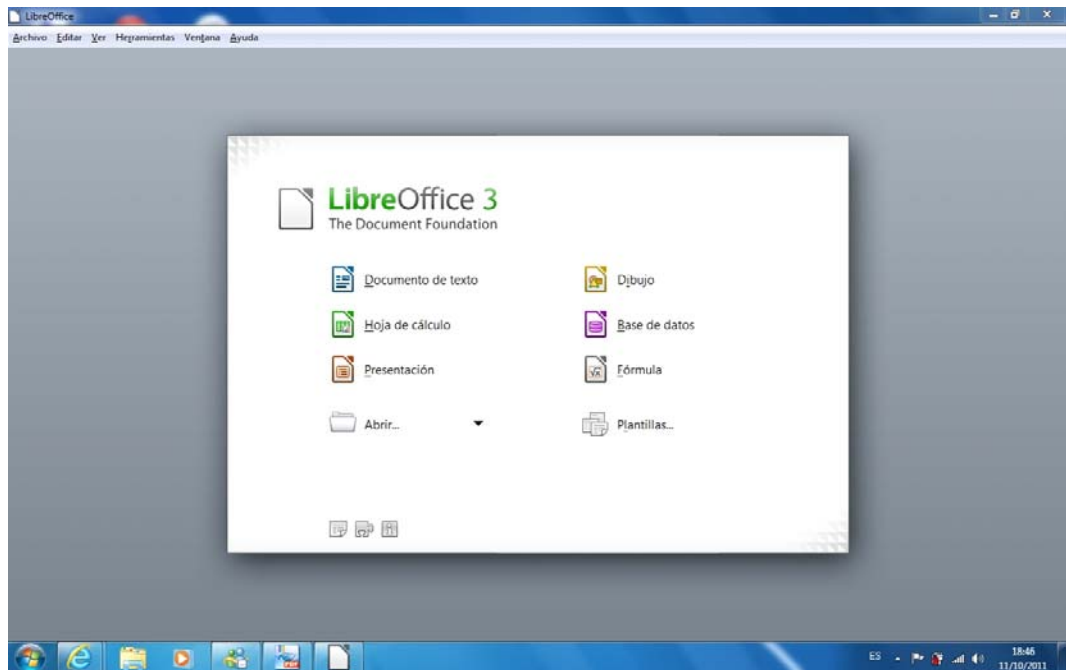 LibreOffice
Archivo Editar Ver Herramientas Ventana Ayuda
LibreOffice 3
The Document Foundation
Documento de texto
Dibujo
Hoja de cálculo
Base de datos
Presentación
Fórmula
Abrir...
Plantillas...
ES
18:46
11/10/2011